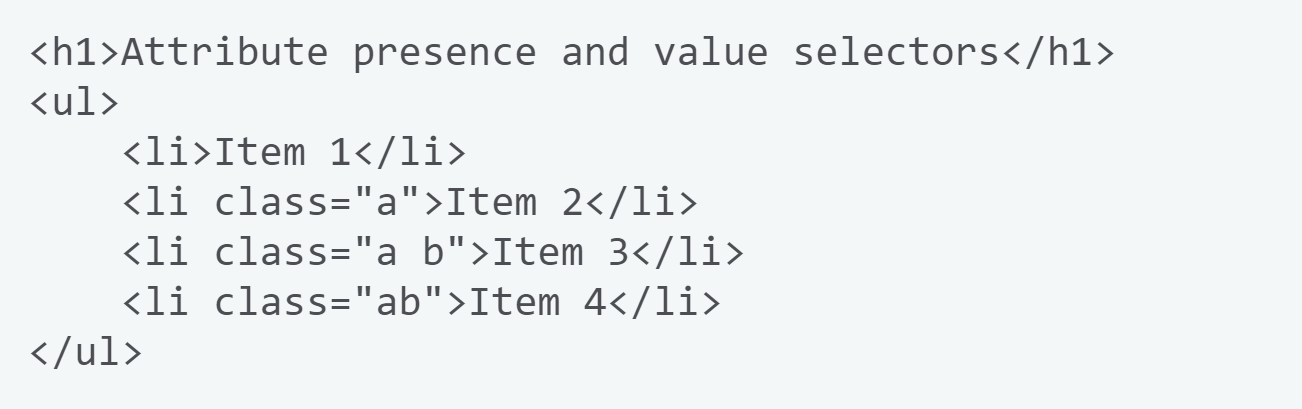 <h1>Attribute presence and value selectors</h1>
<ul>
    <li>Item 1</li>
    <li class="a">Item 2</li>
    <li class="a b">Item 3</li>
    <li class="ab">Item 4</li>
</ul>